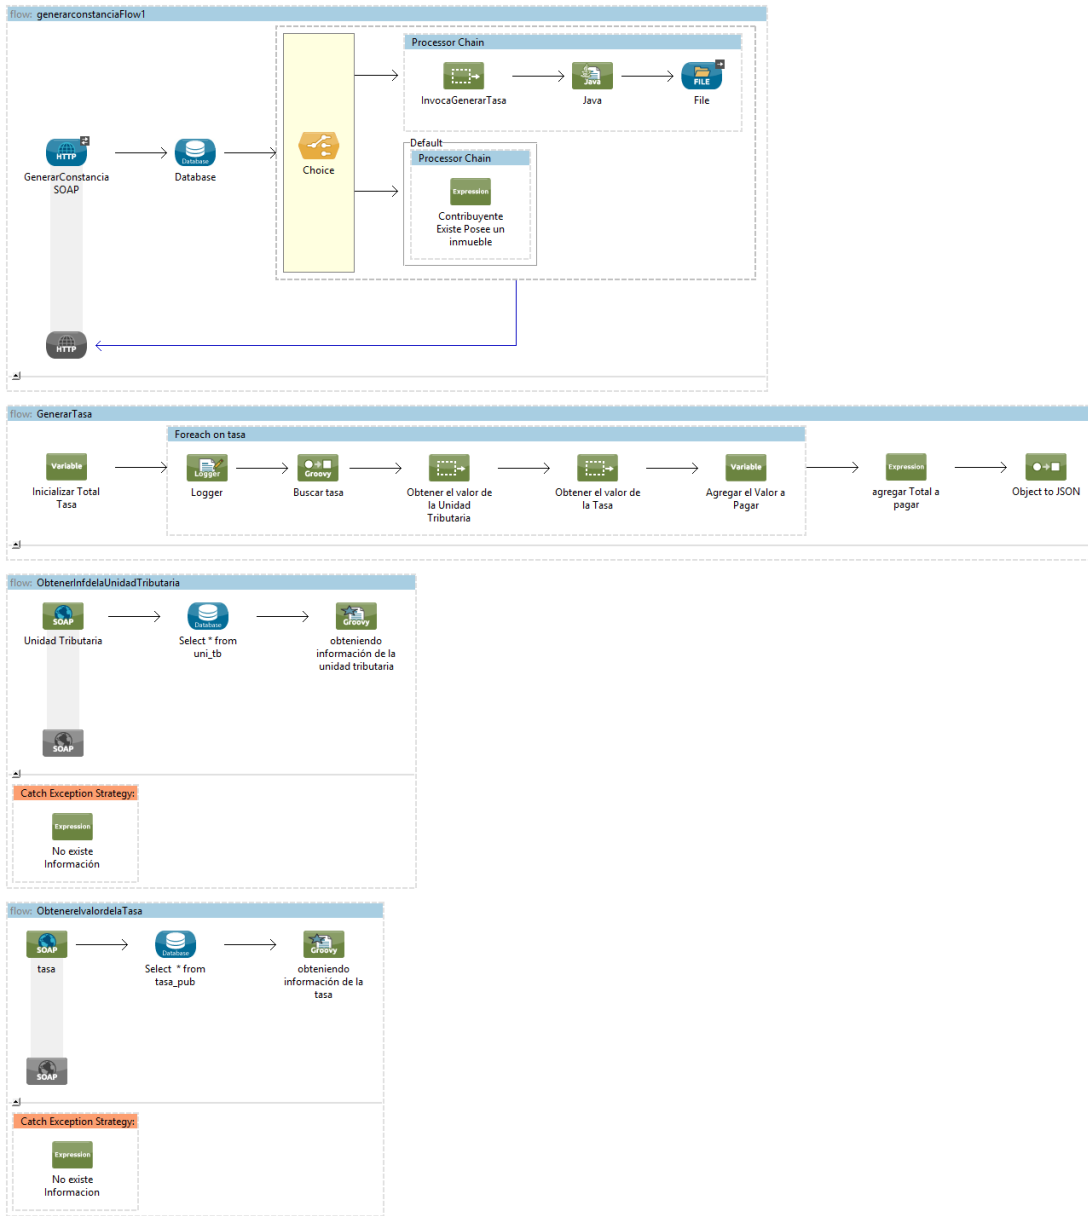 flow: generarconstanciaFlow1
Processor Chain
InvocaGenerarTasa
Java
Java
FILE
File
HTTP
GenerarConstancia
SOAP
Database
Database
Choice
Default
Processor Chain
Expression
Contribuyente
Existe Posee un
inmueble
HTTP
flow: GenerarTasa
Foreach on tasa
Variable
Inicializar Total
Tasa
Logger
Logger
Groovy
Buscar tasa
Obtener el valor de
la Unidad
Tributaria
Obtener el valor de
la Tasa
Variable
Agregar el Valor a
Pagar
Expression
agregar Total a
pagar
Object to JSON
flow: ObtenerInfdelaUnidadTributaria
SOAP
Unidad Tributaria
Database
Select * from
uni_tb
Groovy
obteniendo
información de la
unidad tributaria
SOAP
Catch Exception Strategy:
Expression
No existe
Información
flow: ObtenerelvalordelaTasa
SOAP
tasa
Database
Select * from
tasa_pub
Groovy
obteniendo
información de la
tasa
SOAP
Catch Exception Strategy:
Expression
No existe
Informacion